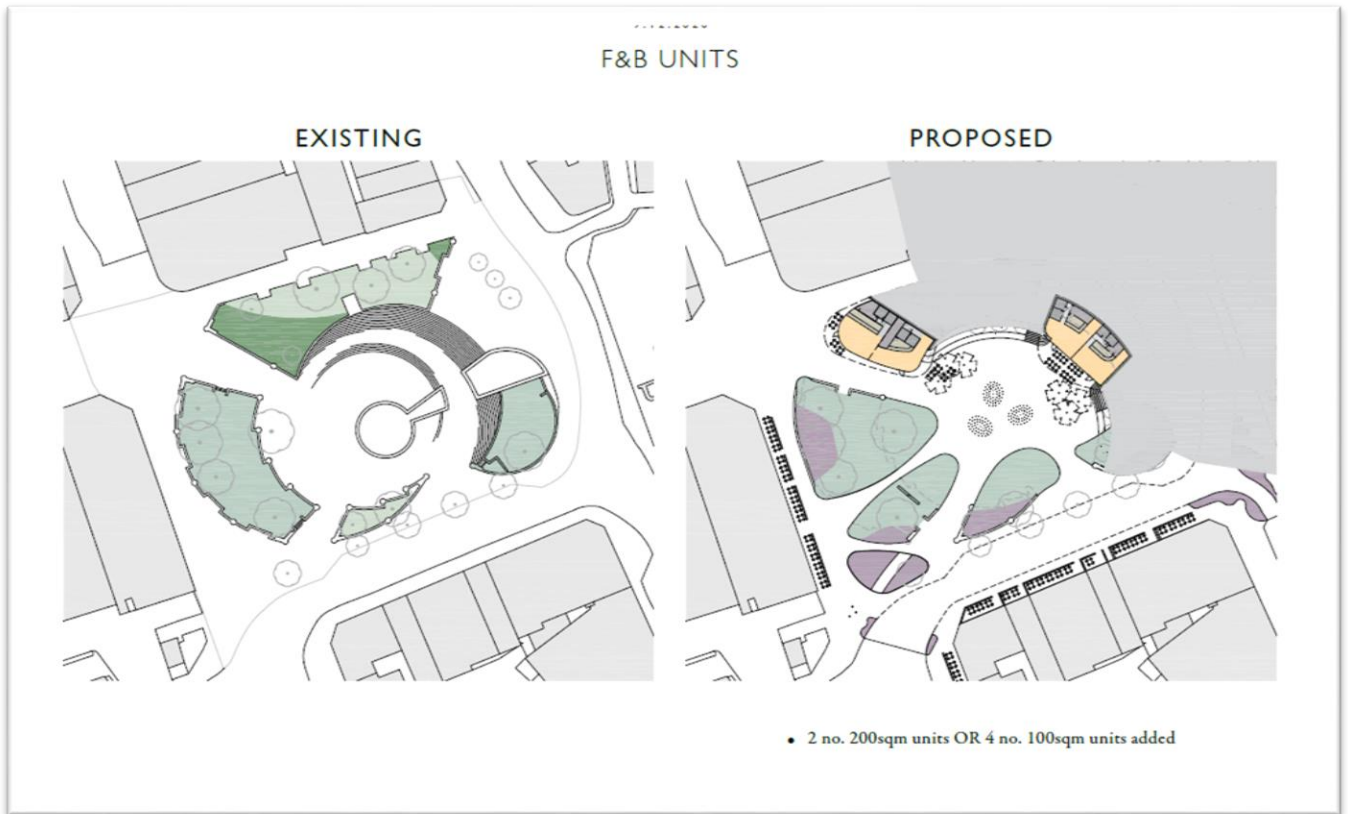 F&B UNITS
EXISTING
PROPOSED
• 2 no. 200sqm units OR 4 no. 100sqm units added